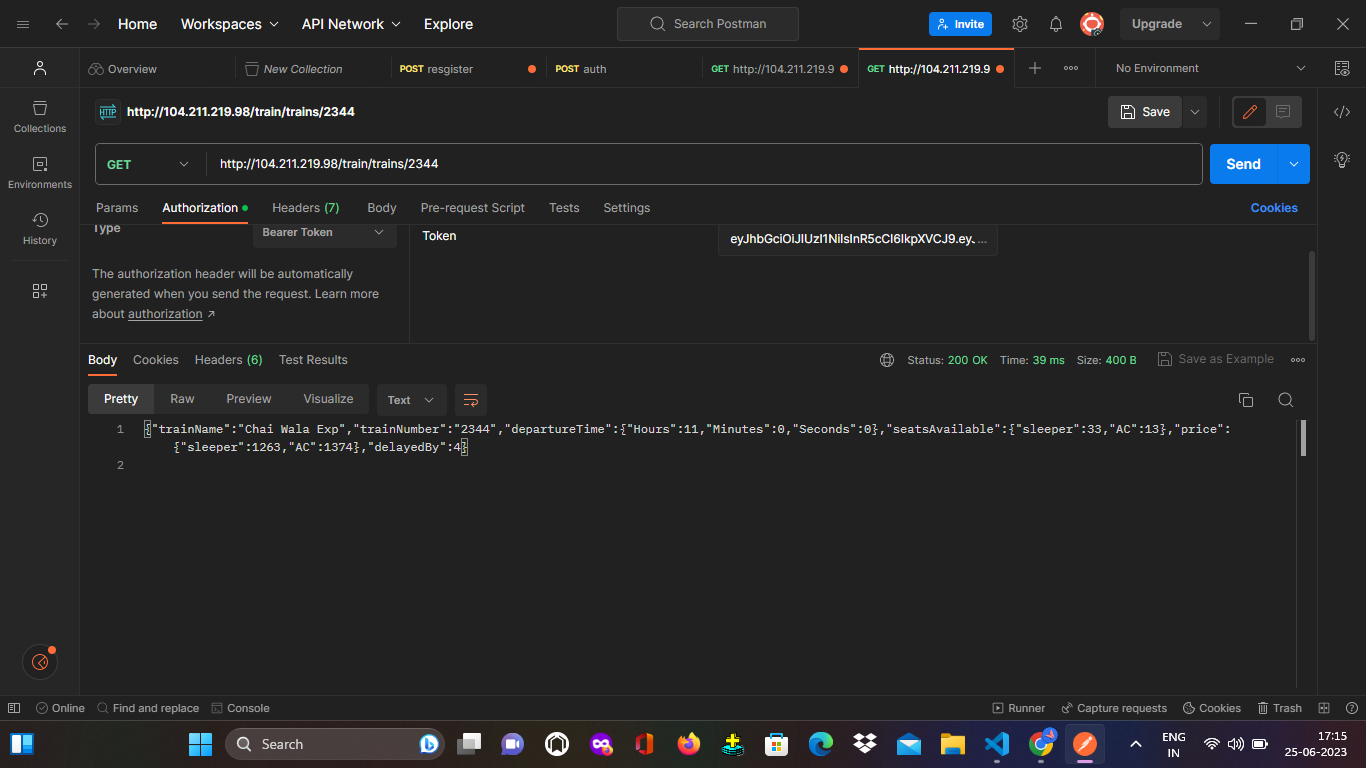 Home Workspaces API Network Explore Search Postman Invite Upgrade
Overview New Collection POST resgister POST auth GET http://104.211.219.9 GET http://104.211.219.9 No Environment
HTTP http://104.211.219.98/train/trains/2344 Save
Collections
GET http://104.211.219.98/train/trains/2344 Send
Environments
Params Authorization Headers (7) Body Pre-request Script Tests Settings Cookies
History
Type Bearer Token Token eyJhbGciOiJIUzI1NiIsInR5cCI6IkpXVCJ9.eyJ ...
The authorization header will be automatically
generated when you send the request. Learn more
about authorization ↗
Body Cookies Headers (6) Test Results Status: 200 OK Time: 39 ms Size: 400 B Save as Example
Pretty Raw Preview Visualize Text
1 {"trainName":"Chai Wala Exp","trainNumber":"2344","departureTime":{"Hours":11,"Minutes":0,"Seconds":0},"seatsAvailable":{"sleeper":33,"AC":13},"price":
{"sleeper":1263,"AC":1374},"delayedBy":4}
2
Online Find and replace Console Runner Capture requests Cookies Trash
Search ENG 17:15
IN 25-06-2023